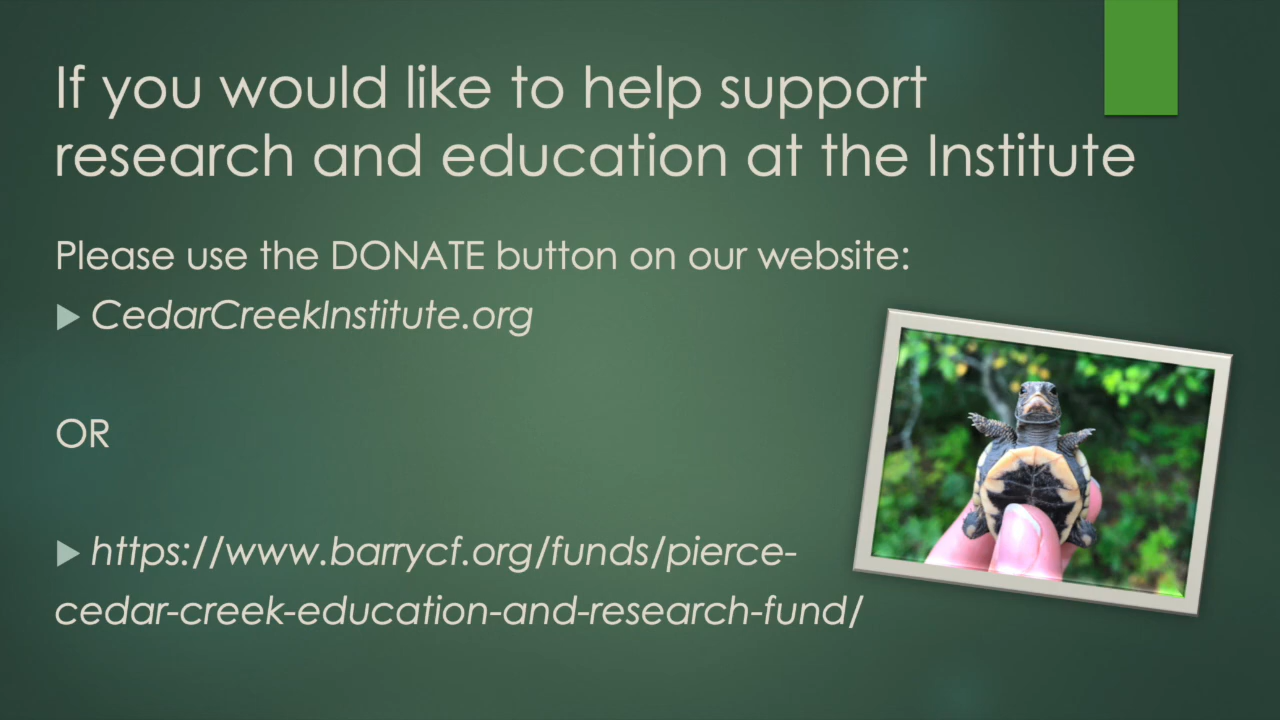 If you would like to help support
research and education at the Institute
Please use the DONATE button on our website:
CedarCreekInstitute.org
OR
https://www.barrycf.org/funds/pierce-
cedar-creek-education-and-research-fund/